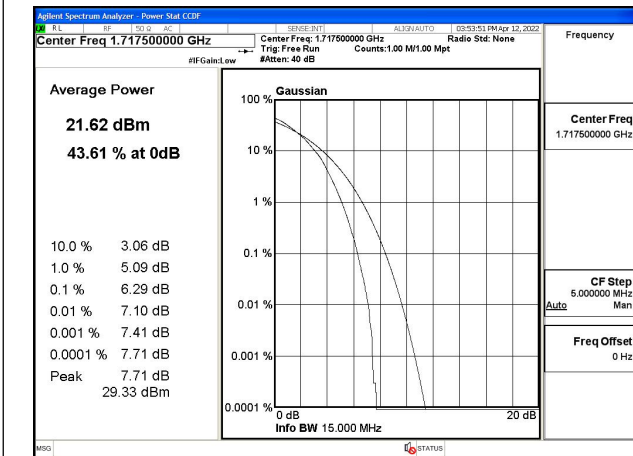 Agilent Spectrum Analyzer - Power Stat CCDF
RL RF 50 Ω AC SENSE:INT ALIGNAUTO 03:53:51 PM Apr 12, 2022
Center Freq 1.717500000 GHz
#IFGain:Low
Center Freq: 1.717500000 GHz Radio Std: None
Trig: Free Run Counts:1.00 M/1.00 Mpt
#Atten: 40 dB
Frequency
Average Power
21.62 dBm
43.61 % at 0dB
10.0 % 3.06 dB
1.0 % 5.09 dB
0.1 % 6.29 dB
0.01 % 7.10 dB
0.001 % 7.41 dB
0.0001 % 7.71 dB
Peak 7.71 dB
29.33 dBm
Gaussian
100 %
10 %
1 %
0.1 %
0.01 %
0.001 %
0.0001 %
0 dB 20 dB
Info BW 15.000 MHz
Center Freq
1.717500000 GHz
CF Step
5.000000 MHz
Auto Man
Freq Offset
0 Hz
MSG STATUS